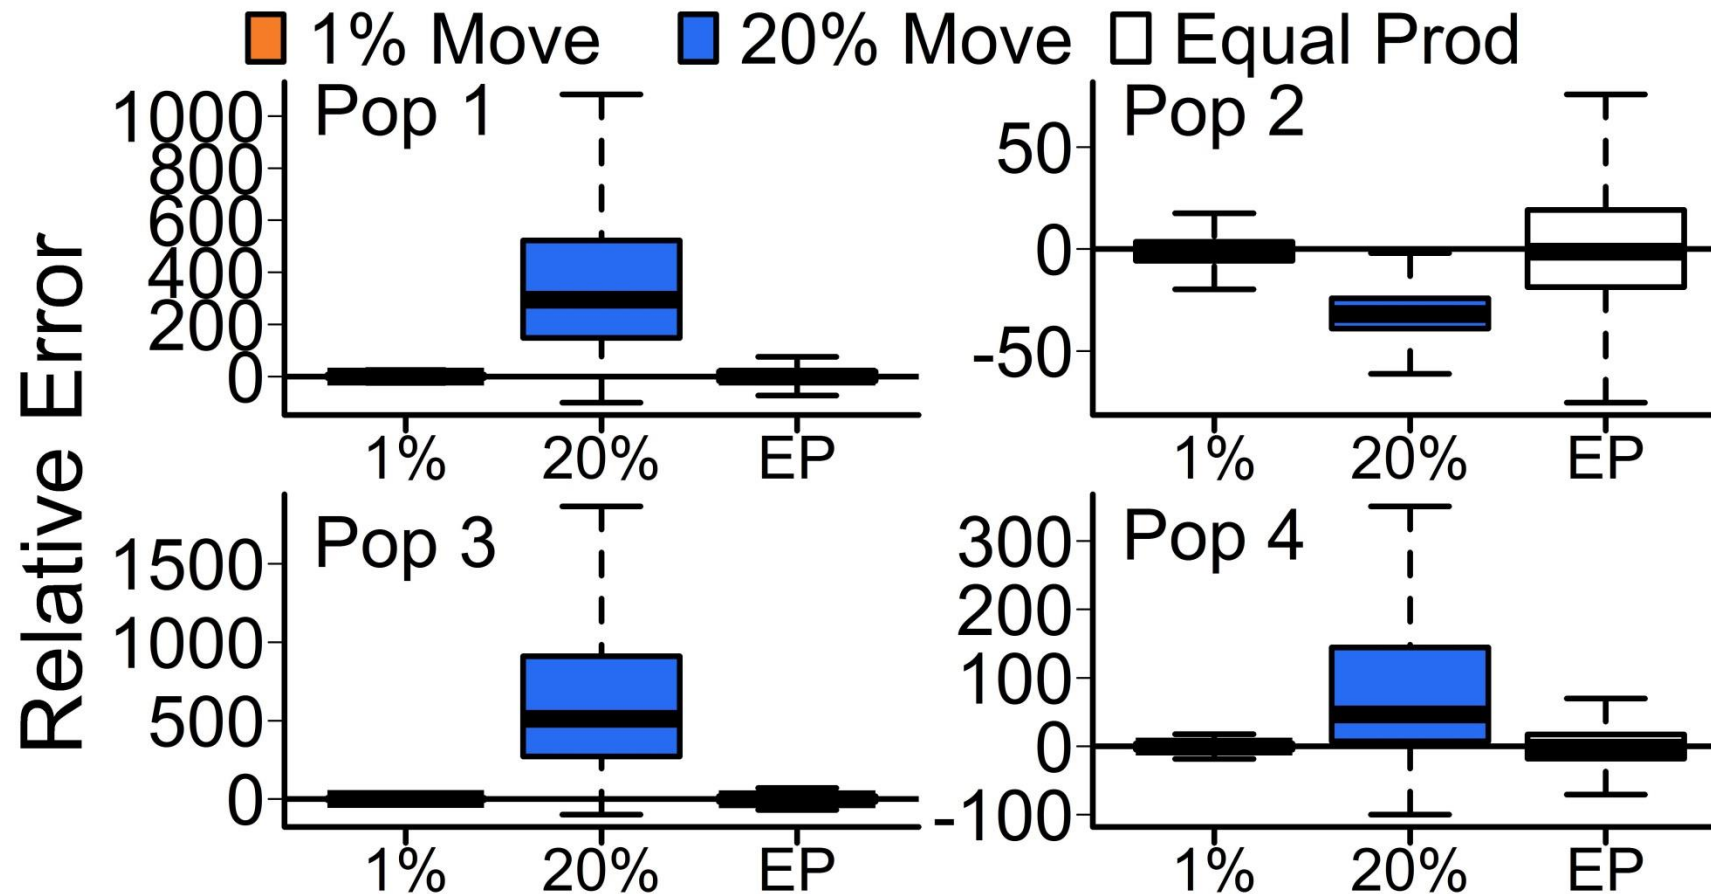 1% Move 20% Move Equal Prod
Relative Error
Pop 1
1000
800
600
400
200
0
1% 20% EP
Pop 2
50
0
-50
1% 20% EP
Pop 3
1500
1000
500
0
1% 20% EP
Pop 4
300
200
100
0
-100
1% 20% EP